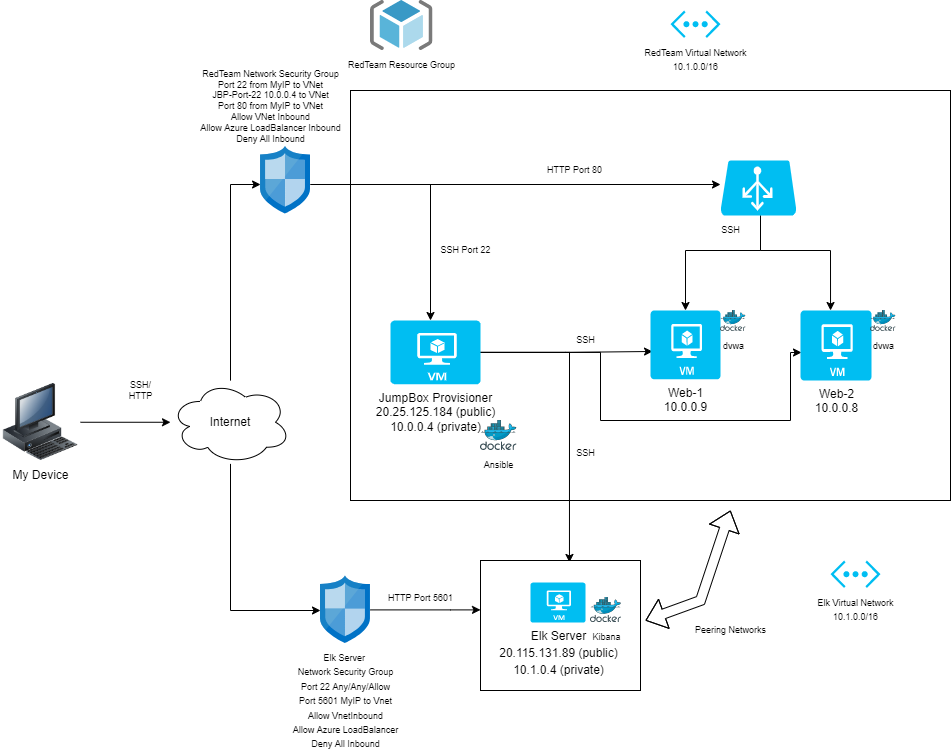 RedTeam Resource Group
RedTeam Virtual Network
10.1.0.0/16
RedTeam Network Security Group
Port 22 from MyIP to VNet
JBP-Port-22 10.0.0.4 to VNet
Port 80 from MyIP to VNet
Allow VNet Inbound
Allow Azure LoadBalancer Inbound
Deny All Inbound
HTTP Port 80
SSH
SSH Port 22
docker
dvwa
docker
dvwa
SSH
VM
VM
VM
JumpBox Provisioner
20.25.125.184 (public)
10.0.0.4 (private)
Web-1
10.0.0.9
Web-2
10.0.0.8
docker
Ansible
SSH
SSH/
HTTP
Internet
My Device
HTTP Port 5601
VM
docker
Elk Server Kibana
20.115.131.89 (public)
10.1.0.4 (private)
Peering Networks
Elk Virtual Network
10.1.0.0/16
Elk Server
Network Security Group
Port 22 Any/Any/Allow
Port 5601 MyIP to Vnet
Allow VnetInbound
Allow Azure LoadBalancer
Deny All Inbound